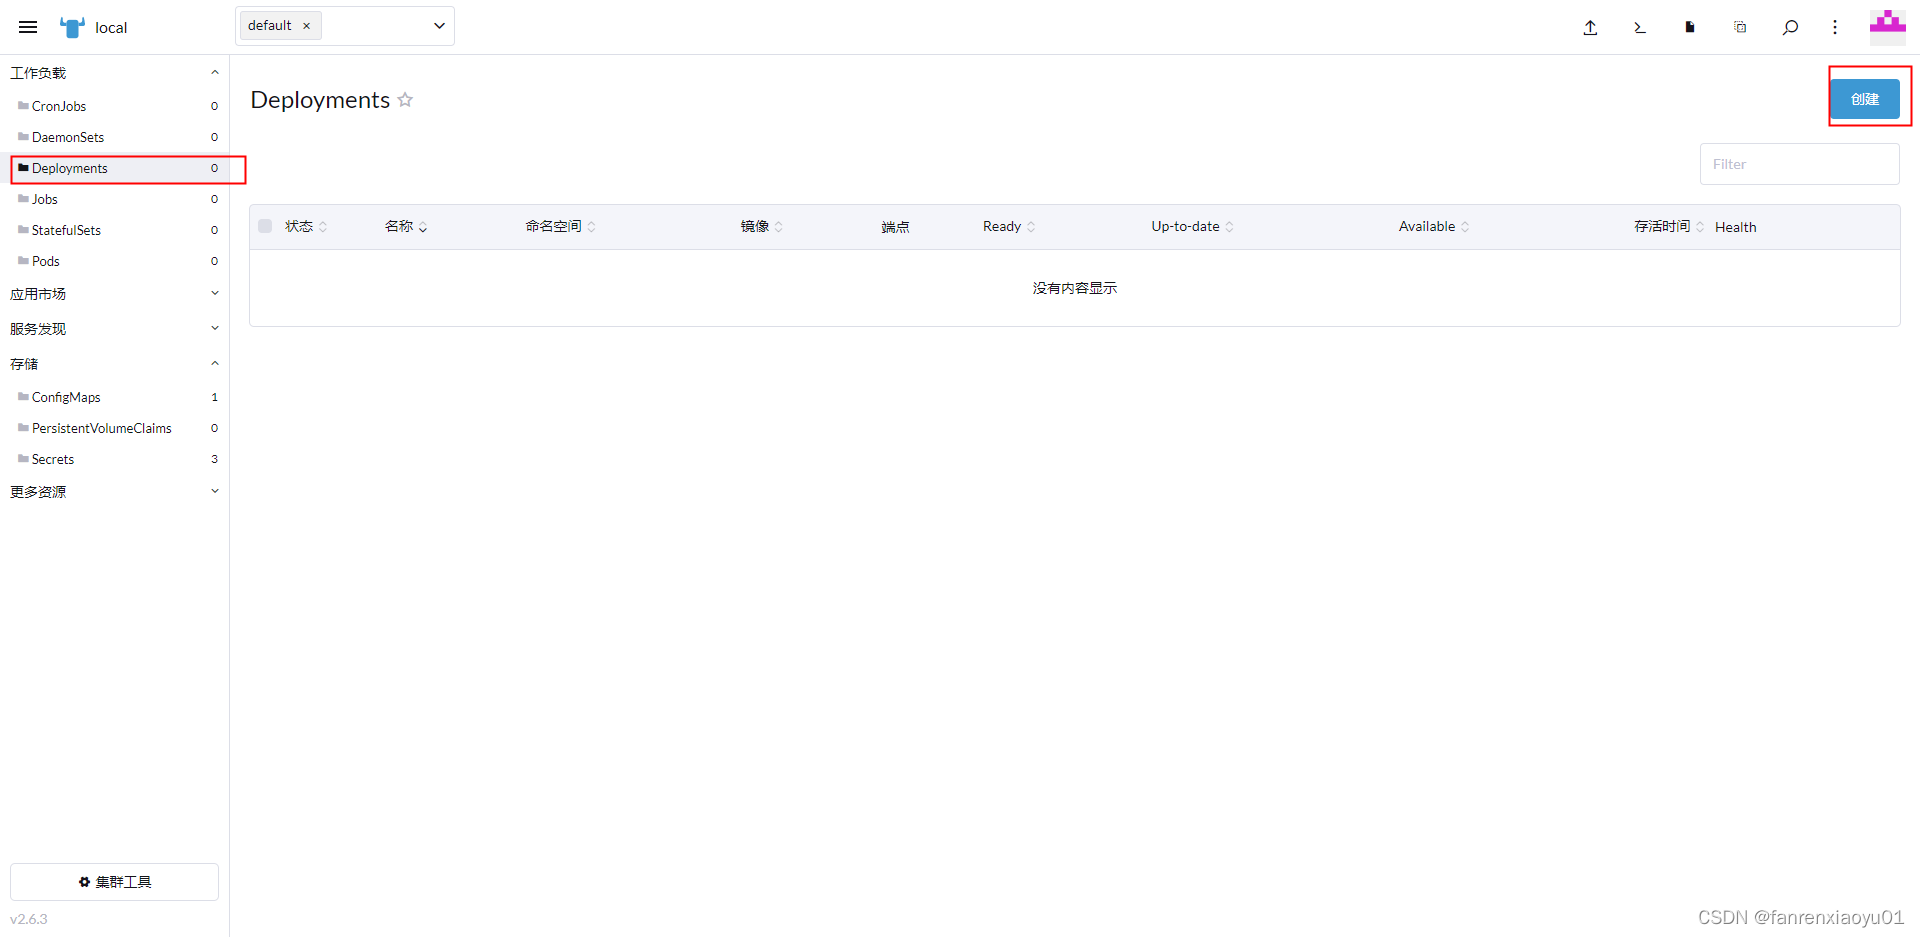 local
default ×
工作负载
CronJobs 0
DaemonSets 0
Deployments 0
Jobs 0
StatefulSets 0
Pods 0
应用市场
服务发现
存储
ConfigMaps 1
PersistentVolumeClaims 0
Secrets 3
更多资源
集群工具
v2.6.3
Deployments
创建
Filter
状态 名称 命名空间 镜像 端点 Ready Up-to-date Available 存活时间 Health
没有内容显示
CSDN @fanrenxiaoyu01